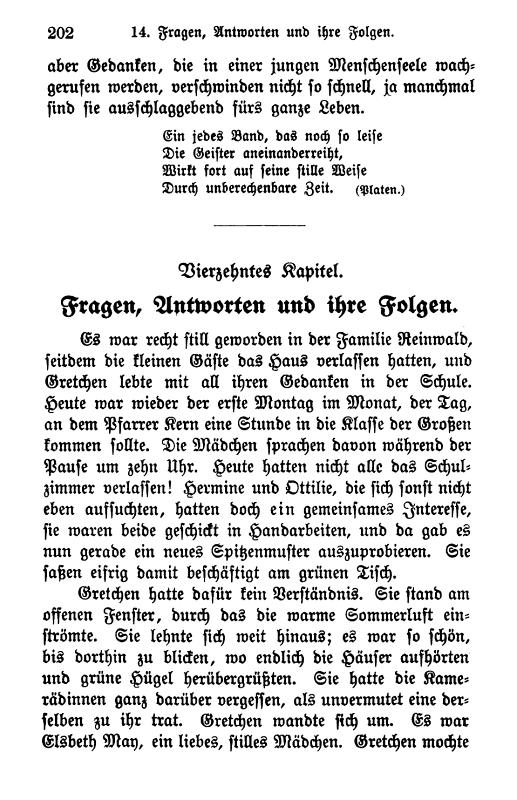 202 14. Fragen, Antworten und ihre Folgen.
aber Gedanken, die in einer jungen Menschenseele wach-
gerufen werden, verschwinden nicht so schnell, ja manchmal
sind sie ausschlaggebend fürs ganze Leben.
Ein jedes Band, das noch so leise
Die Geister aneinanderreiht,
Wirkt fort auf seine stille Weise
Durch unberechenbare Zeit. (Platen.)
Vierzehntes Kapitel.
Fragen, Antworten und ihre Folgen.
Es war recht still geworden in der Familie Reinwald,
seitdem die kleinen Gäste das Haus verlassen hatten, und
Gretchen lebte mit all ihren Gedanken in der Schule.
Heute war wieder der erste Montag im Monat, der Tag,
an dem Pfarrer Kern eine Stunde in die Klasse der Großen
kommen sollte. Die Mädchen sprachen davon während der
Pause um zehn Uhr. Heute hatten nicht alle das Schul-
zimmer verlassen! Hermine und Ottilie, die sich sonst nicht
eben aufsuchten, hatten doch ein gemeinsames Interesse,
sie waren beide geschickt in Handarbeiten, und da gab es
nun gerade ein neues Spitzenmuster auszuprobieren. Sie
saßen eifrig damit beschäftigt am grünen Tisch.
Gretchen hatte dafür kein Verständnis. Sie stand am
offenen Fenster, durch das die warme Sommerluft ein-
strömte. Sie lehnte sich weit hinaus; es war so schön,
bis dorthin zu blicken, wo endlich die Häuser aufhörten
und grüne Hügel herübergrüßten. Sie hatte die Kame-
rädinnen ganz darüber vergessen, als unvermutet eine der-
selben zu ihr trat. Gretchen wandte sich um. Es war
Elsbeth May, ein liebes, stilles Mädchen. Gretchen mochte